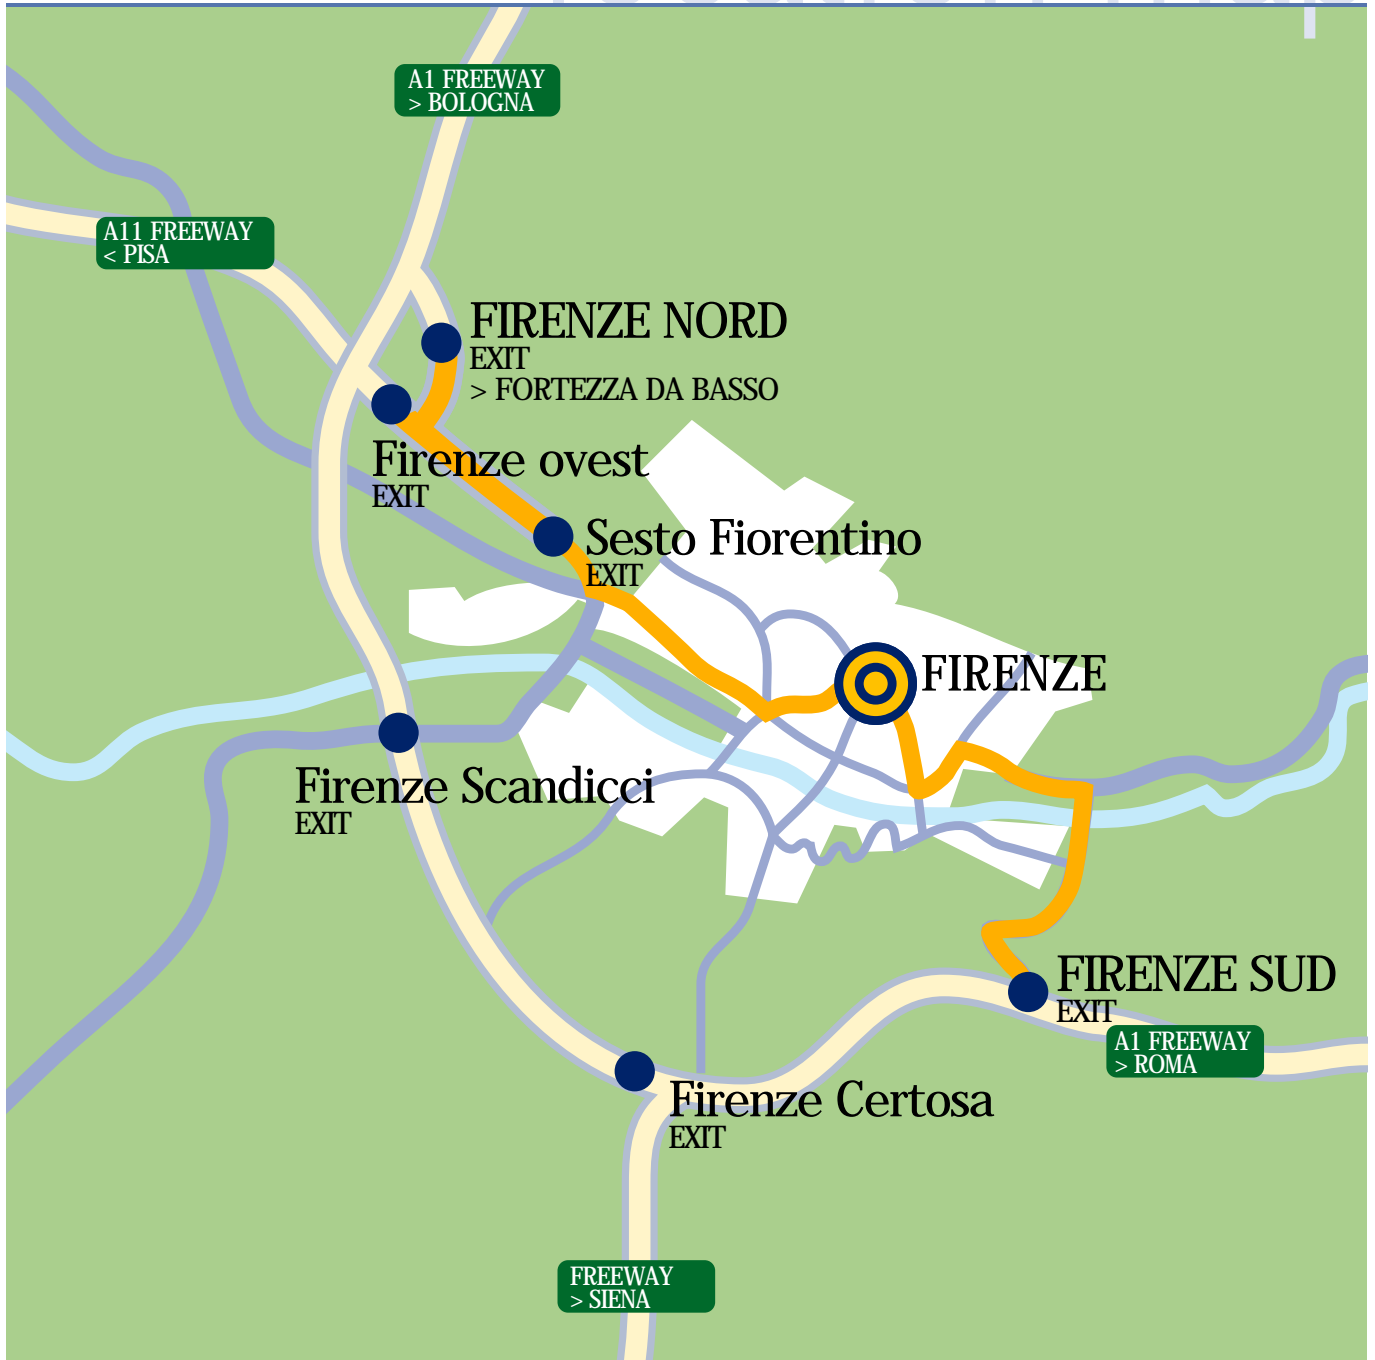 A1 FREEWAY
> BOLOGNA
A11 FREEWAY
< PISA
FIRENZE NORD
EXIT
> FORTEZZA DA BASSO
Firenze ovest
EXIT
Sesto Fiorentino
EXIT
FIRENZE
Firenze Scandicci
EXIT
FIRENZE SUD
EXIT
A1 FREEWAY
> ROMA
Firenze Certosa
EXIT
FREEWAY
> SIENA